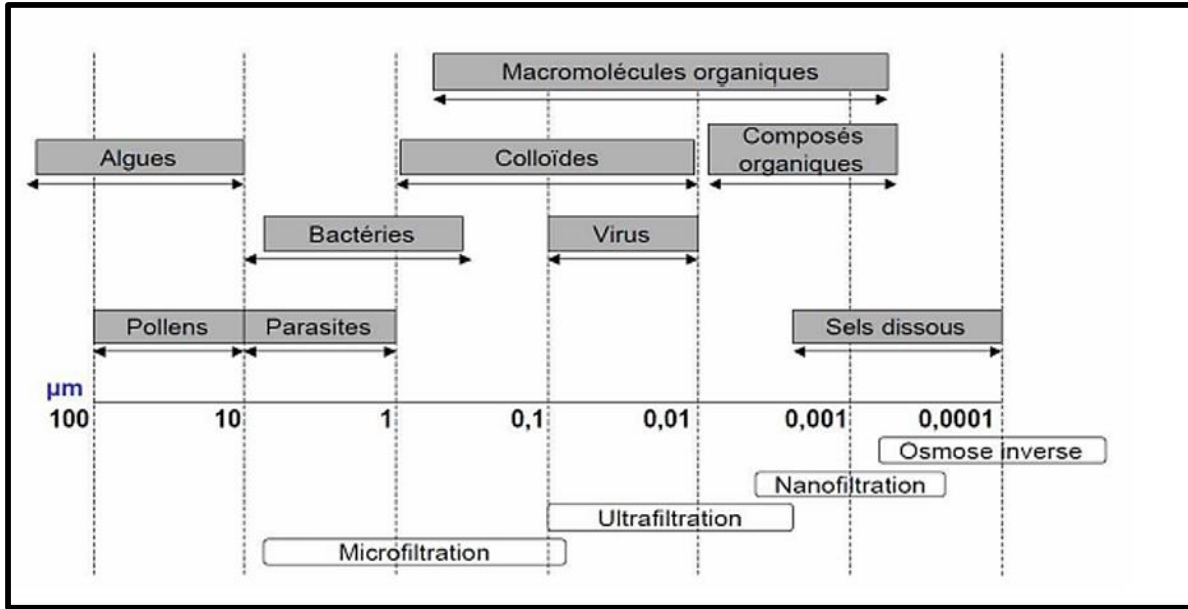 Macromolécules organiques
Algues
Colloïdes
Composés
organiques
Bactéries
Virus
Pollens
Parasites
Sels dissous
µm
100
10
1
0,1
0,01
0,001
0,0001
Osmose inverse
Nanofiltration
Ultrafiltration
Microfiltration